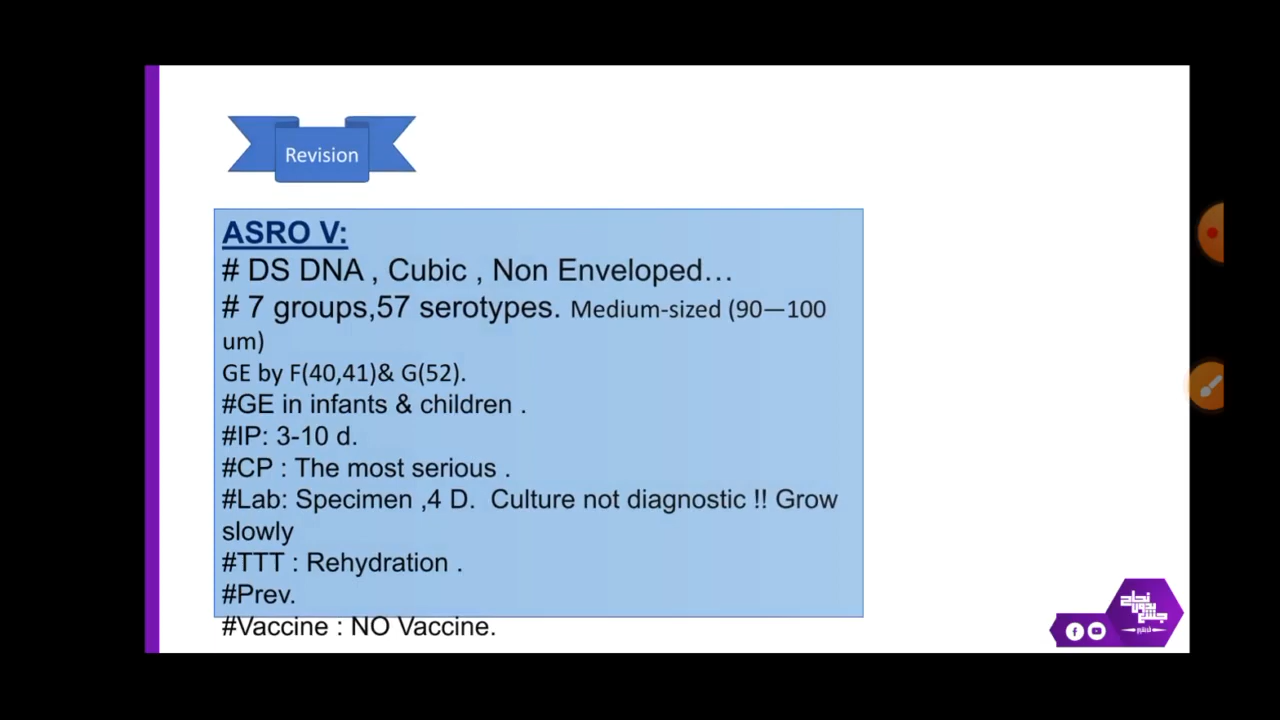 Revision
ASRO V:
# DS DNA , Cubic , Non Enveloped...
# 7 groups,57 serotypes. Medium-sized (90—100
um)
GE by F(40,41)& G(52).
#GE in infants & children .
#IP: 3-10 d.
#CP : The most serious .
#Lab: Specimen ,4 D. Culture not diagnostic !! Grow
slowly
#TTT : Rehydration .
#Prev.
#Vaccine : NO Vaccine.